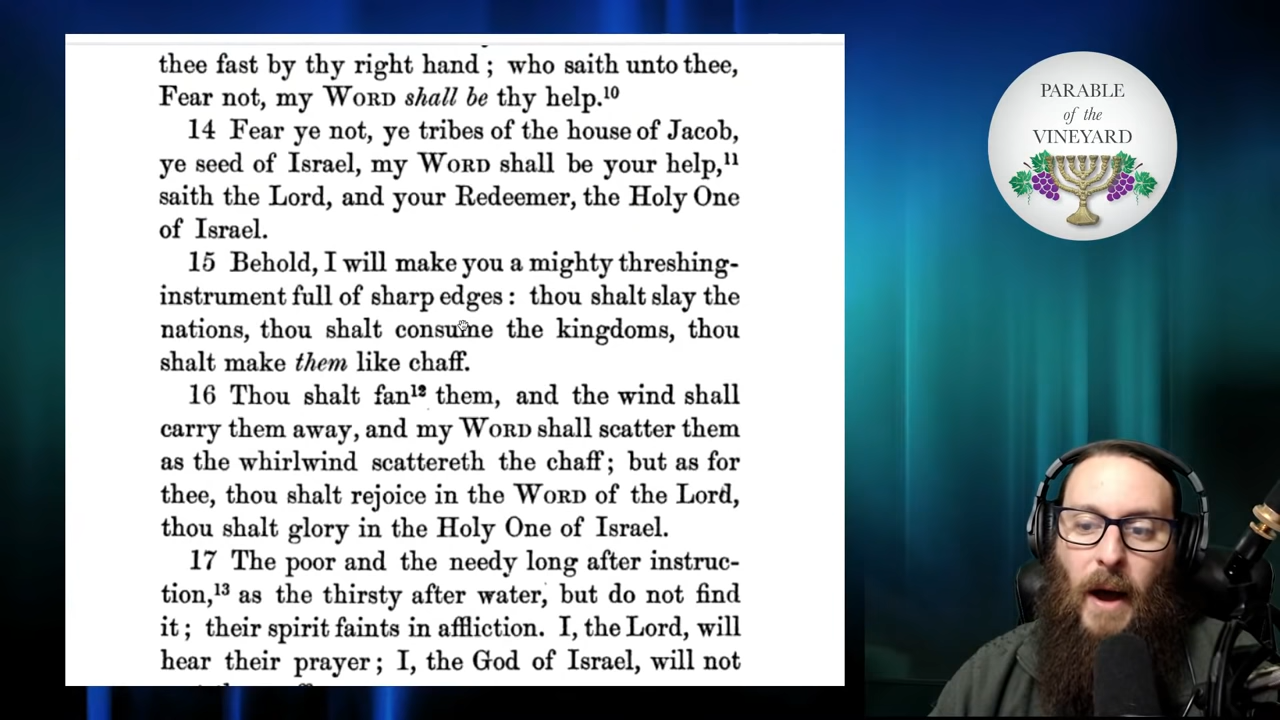 thee fast by thy right hand ; who saith unto thee,
Fear not, my WORD shall be thy help.¹⁰
14 Fear ye not, ye tribes of the house of Jacob,
ye seed of Israel, my WORD shall be your help,¹¹
saith the Lord, and your Redeemer, the Holy One
of Israel.
15 Behold, I will make you a mighty threshing-
instrument full of sharp edges : thou shalt slay the
nations, thou shalt consume the kingdoms, thou
shalt make them like chaff.
16 Thou shalt fan¹² them, and the wind shall
carry them away, and my WORD shall scatter them
as the whirlwind scattereth the chaff ; but as for
thee, thou shalt rejoice in the WORD of the Lord,
thou shalt glory in the Holy One of Israel.
17 The poor and the needy long after instruc-
tion,¹³ as the thirsty after water, but do not find
it ; their spirit faints in affliction. I, the Lord, will
hear their prayer ; I, the God of Israel, will not
PARABLE
of the
VINEYARD